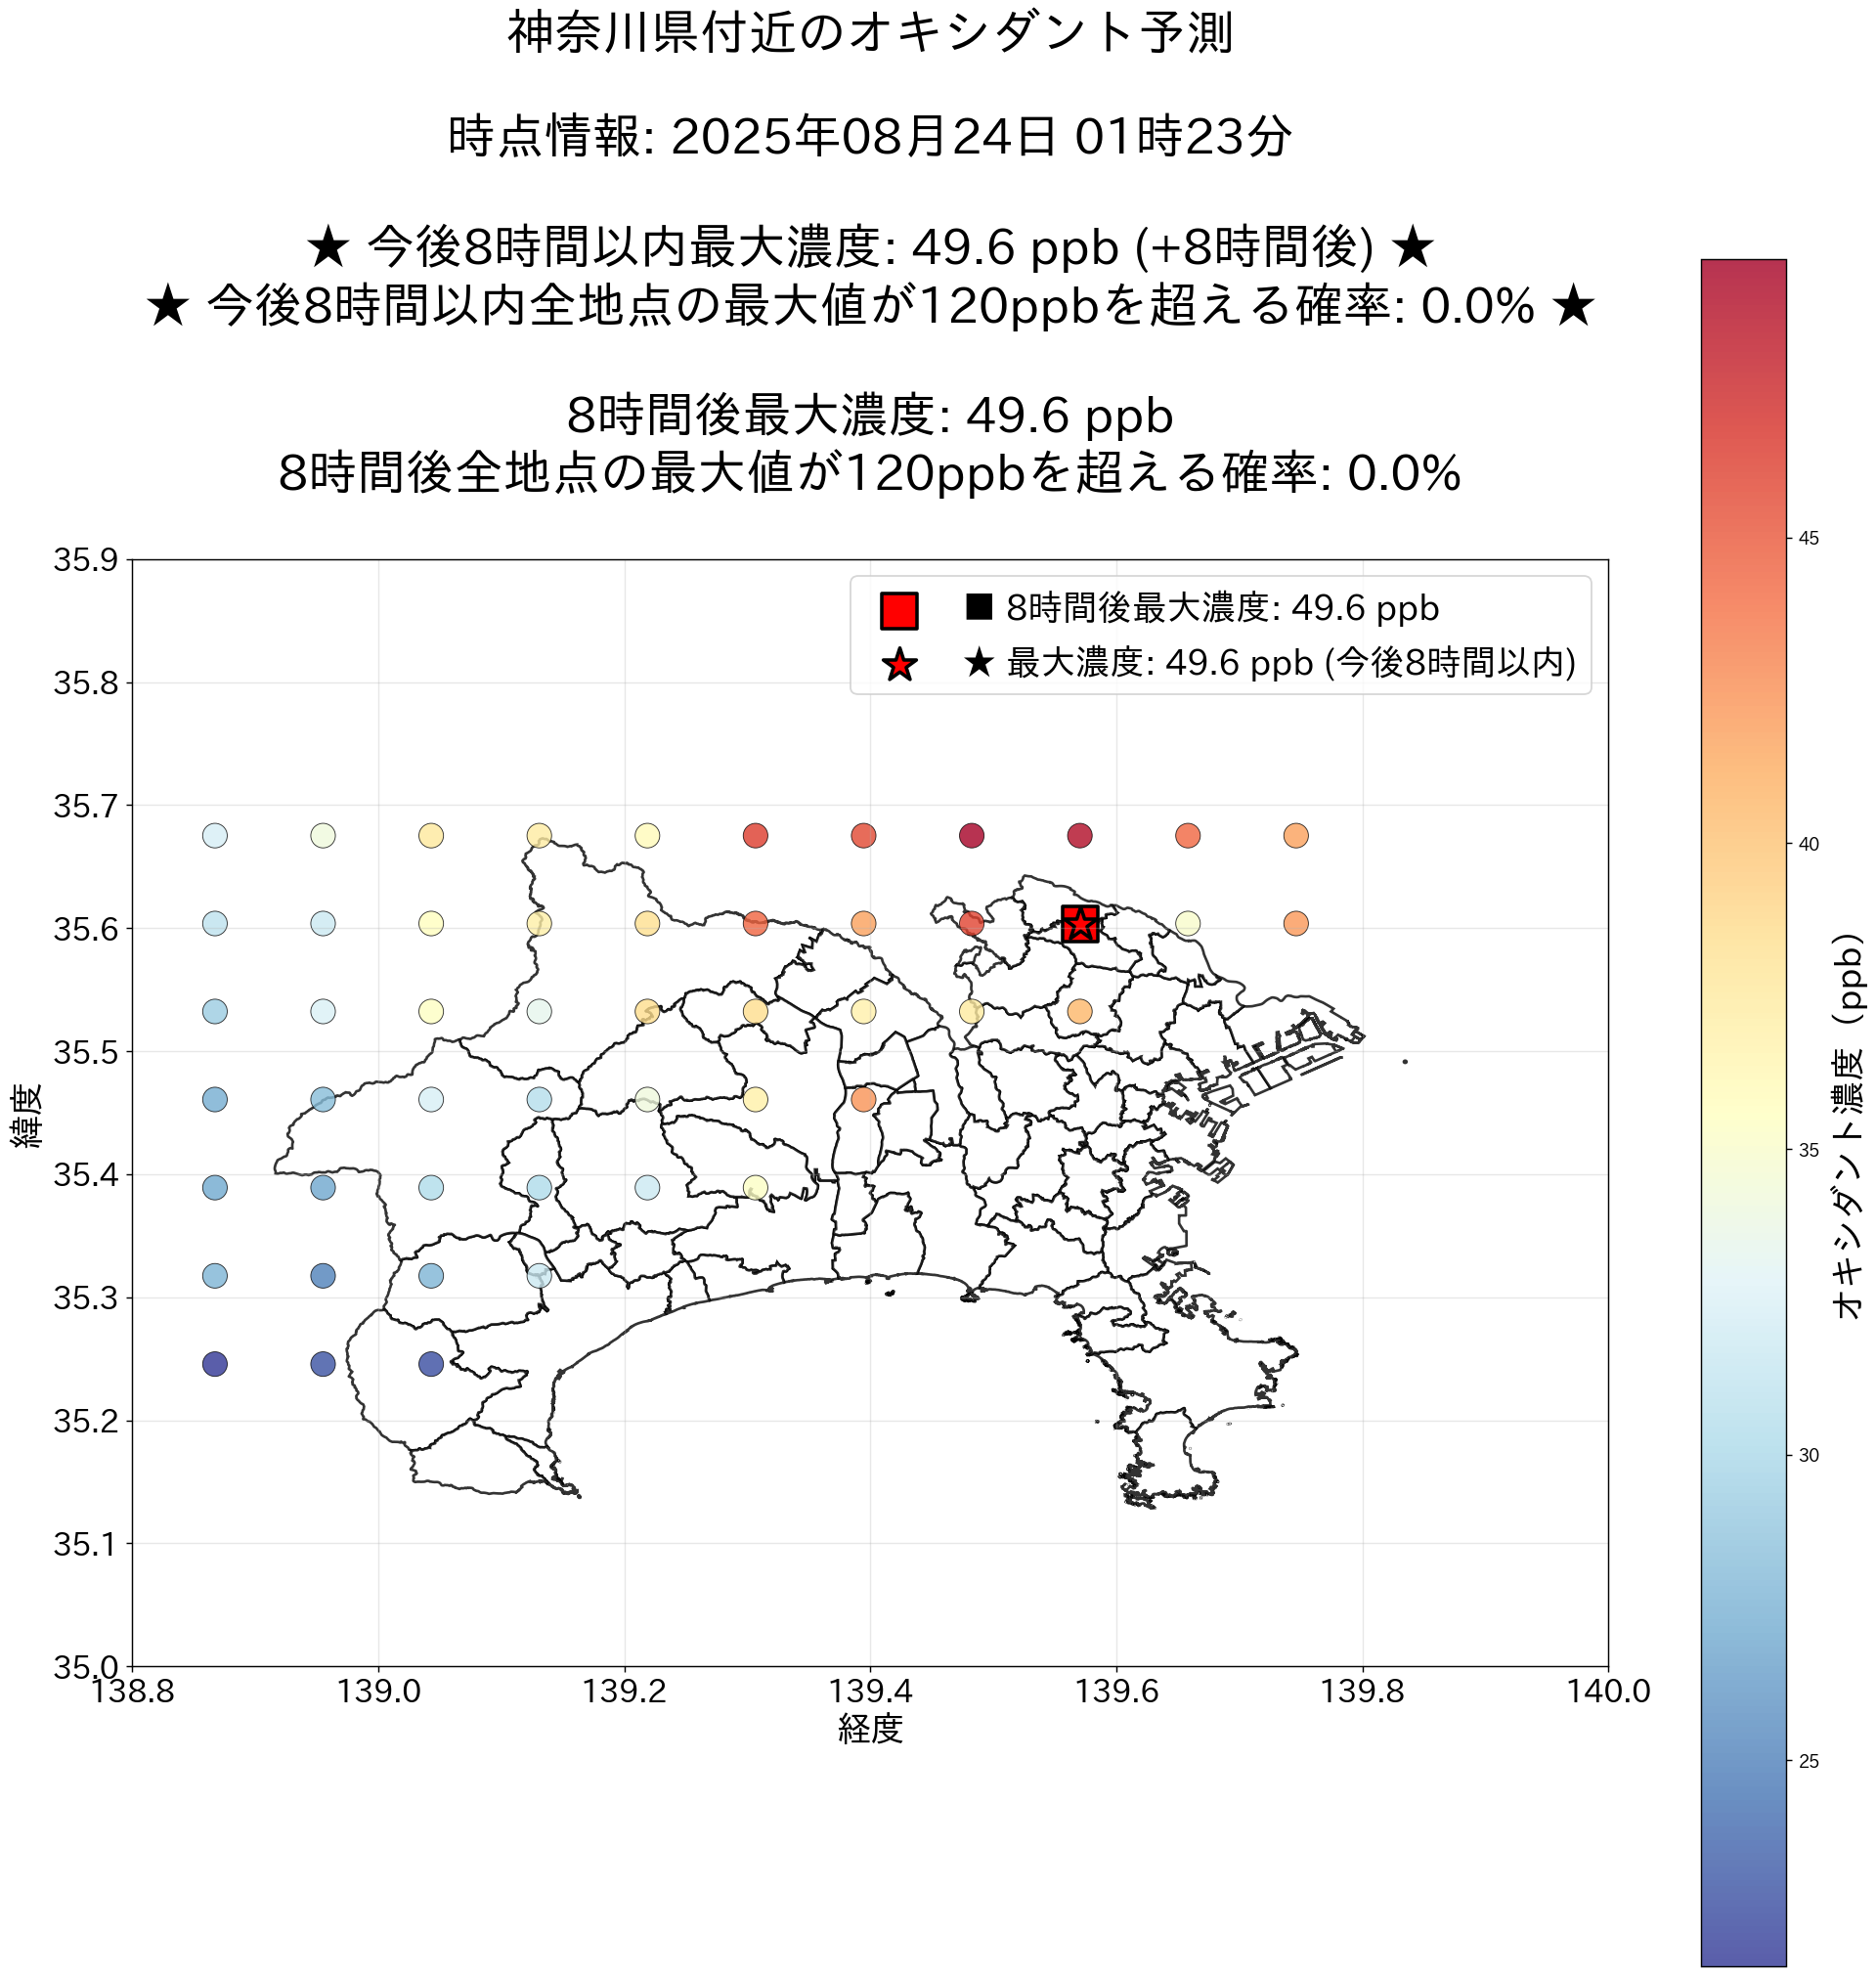 神奈川県付近のオキシダント予測
時点情報: 2025年08月24日 01時23分
★ 今後8時間以内最大濃度: 49.6 ppb (+8時間後) ★
★ 今後8時間以内全地点の最大値が120ppbを超える確率: 0.0% ★
8時間後最大濃度: 49.6 ppb
8時間後全地点の最大値が120ppbを超える確率: 0.0%
■ 8時間後最大濃度: 49.6 ppb
★ 最大濃度: 49.6 ppb (今後8時間以内)
35.9
35.8
35.7
35.6
35.5
35.4
35.3
35.2
35.1
35.0
緯度
138.8 139.0 139.2 139.4 139.6 139.8 140.0
経度
45
40
35
30
25
オキシダント濃度（ppb）